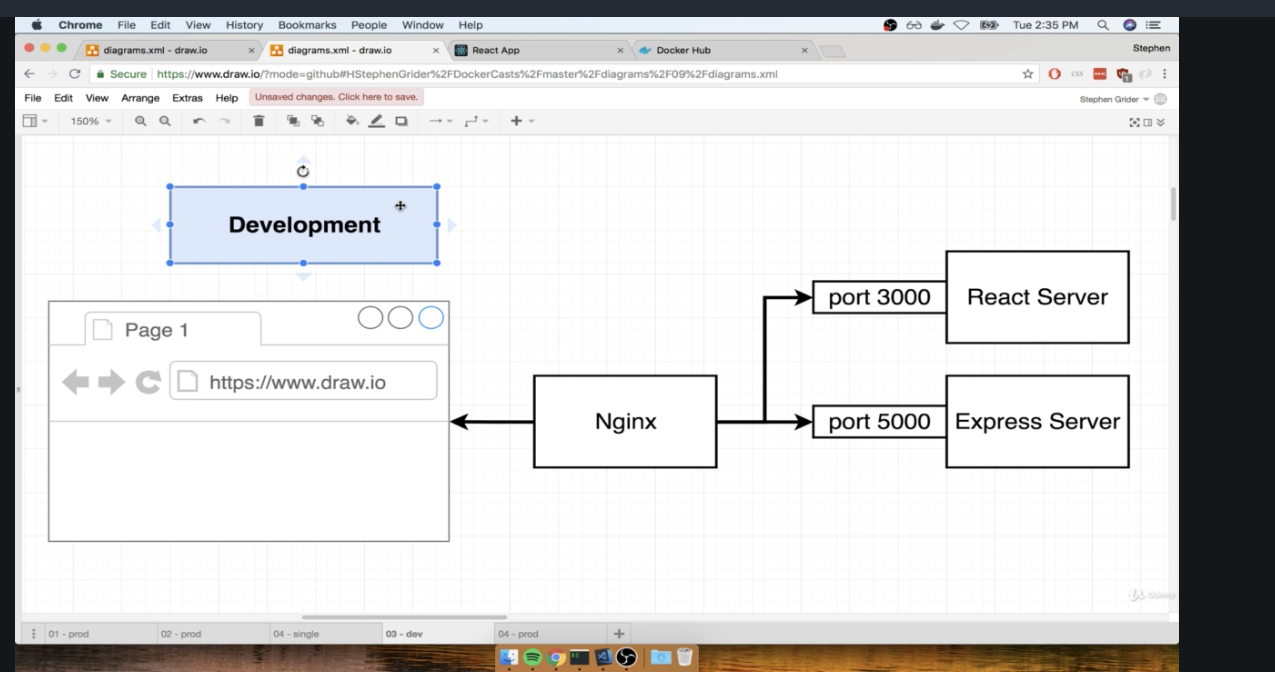 Chrome File Edit View History Bookmarks People Window Help Tue 2:35 PM
diagrams.xml - draw.io × diagrams.xml - draw.io × React App × Docker Hub × Stephen
Secure https://www.draw.io/?mode=github#HStephenGrider%2FDockerCasts%2Fmaster%2Fdiagrams%2F09%2Fdiagrams.xml
File Edit View Arrange Extras Help Unsaved changes. Click here to save. Stephen Grider
150%
Development
port 3000 React Server
Page 1
https://www.draw.io
Nginx port 5000 Express Server
Udemy
01 - prod 02 - prod 04 - single 03 - dev 04 - prod